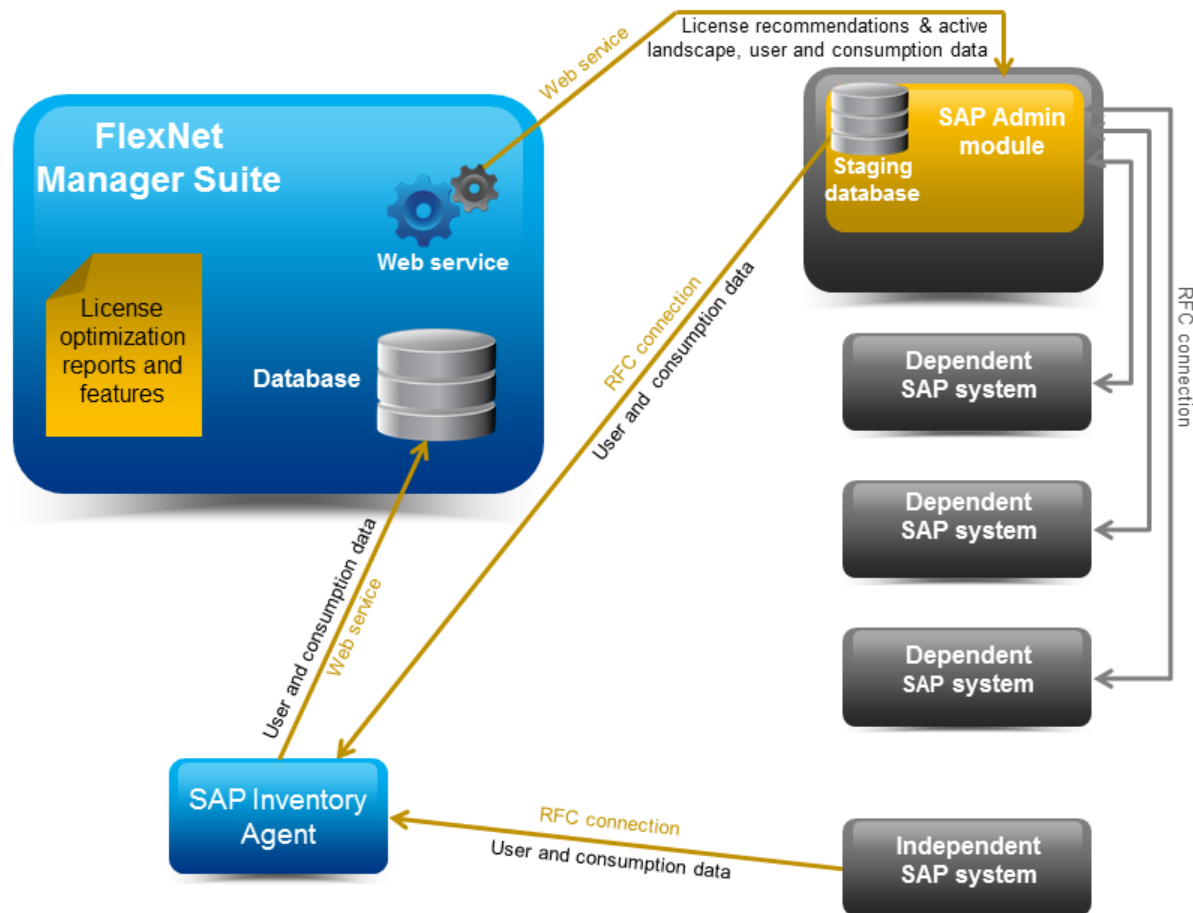 License recommendations & active
landscape, user and consumption data
Web service
FlexNet
Manager Suite
Web service
License
optimization
reports and
features
Database
SAP Admin
module
Staging
database
RFC connection
User and consumption data
RFC connection
Dependent
SAP system
Dependent
SAP system
Dependent
SAP system
User and consumption data
Web service
SAP Inventory
Agent
RFC connection
User and consumption data
Independent
SAP system